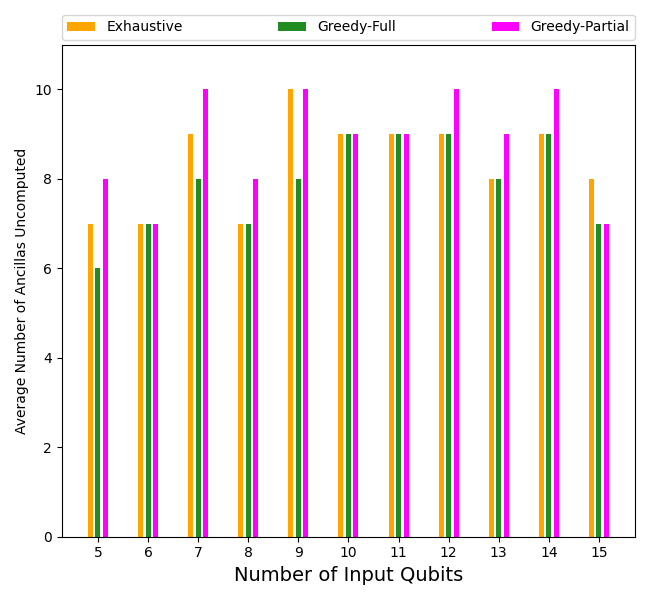 Exhaustive Greedy-Full Greedy-Partial
Average Number of Ancillas Uncomputed
10
8
6
4
2
0
5 6 7 8 9 10 11 12 13 14 15
Number of Input Qubits